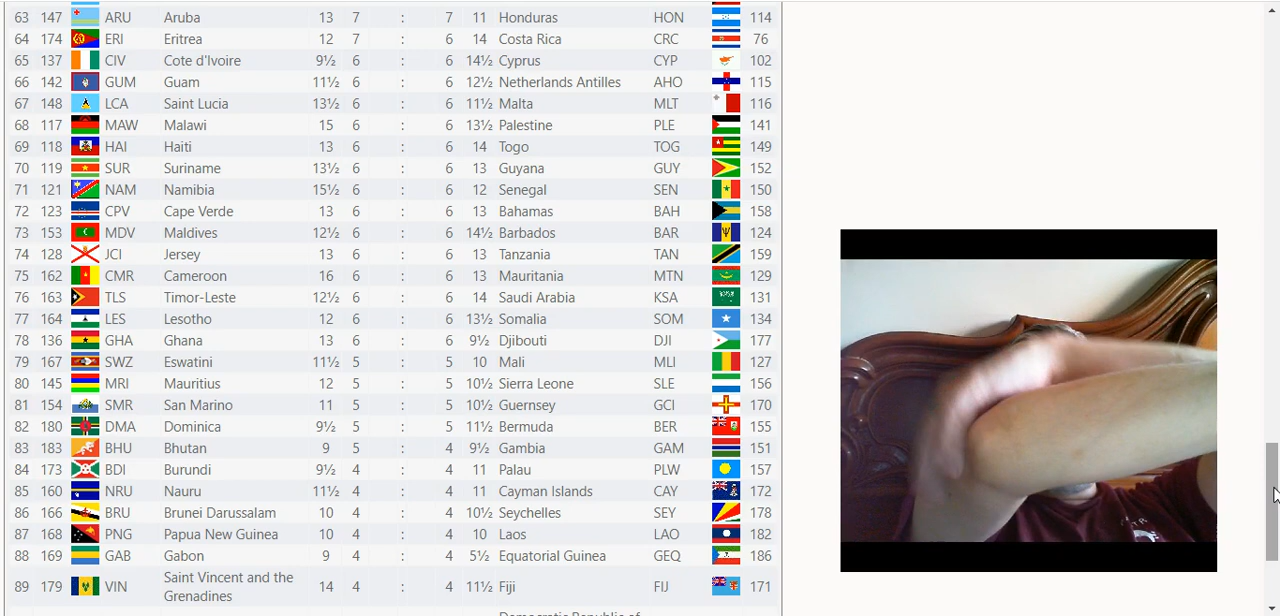 63 147 ARU Aruba 13 7 : 7 11 Honduras HON 114
64 174 ERI Eritrea 12 7 : 6 14 Costa Rica CRC 76
65 137 CIV Cote d'Ivoire 9½ 6 : 6 14½ Cyprus CYP 102
66 142 GUM Guam 11½ 6 : 6 12½ Netherlands Antilles AHO 115
67 148 LCA Saint Lucia 13½ 6 : 6 11½ Malta MLT 116
68 117 MAW Malawi 15 6 : 6 13½ Palestine PLE 141
69 118 HAI Haiti 13 6 : 6 14 Togo TOG 149
70 119 SUR Suriname 13½ 6 : 6 13 Guyana GUY 152
71 121 NAM Namibia 15½ 6 : 6 12 Senegal SEN 150
72 123 CPV Cape Verde 13 6 : 6 13 Bahamas BAH 158
73 153 MDV Maldives 12½ 6 : 6 14½ Barbados BAR 124
74 128 JCI Jersey 13 6 : 6 13 Tanzania TAN 159
75 162 CMR Cameroon 16 6 : 6 13 Mauritania MTN 129
76 163 TLS Timor-Leste 12½ 6 : 6 14 Saudi Arabia KSA 131
77 164 LES Lesotho 12 6 : 6 13½ Somalia SOM 134
78 136 GHA Ghana 13 6 : 6 9½ Djibouti DJI 177
79 167 SWZ Eswatini 11½ 5 : 6 10 Mali MLI 127
80 145 MRI Mauritius 12 5 : 5 10½ Sierra Leone SLE 156
81 154 SMR San Marino 11 5 : 5 10½ Guernsey GCI 170
82 180 DMA Dominica 9½ 5 : 5 11½ Bermuda BER 155
83 183 BHU Bhutan 9 5 : 4 9½ Gambia GAM 151
84 173 BDI Burundi 9½ 4 : 4 11 Palau PLW 157
85 160 NRU Nauru 11½ 4 : 4 11 Cayman Islands CAY 172
86 166 BRU Brunei Darussalam 10 4 : 4 10½ Seychelles SEY 178
87 168 PNG Papua New Guinea 10 4 : 4 10 Laos LAO 182
88 169 GAB Gabon 9 4 : 4 5½ Equatorial Guinea GEQ 186
89 179 VIN Saint Vincent and the Grenadines 14 4 : 4 11½ Fiji FIJ 171
Democratic Republic of